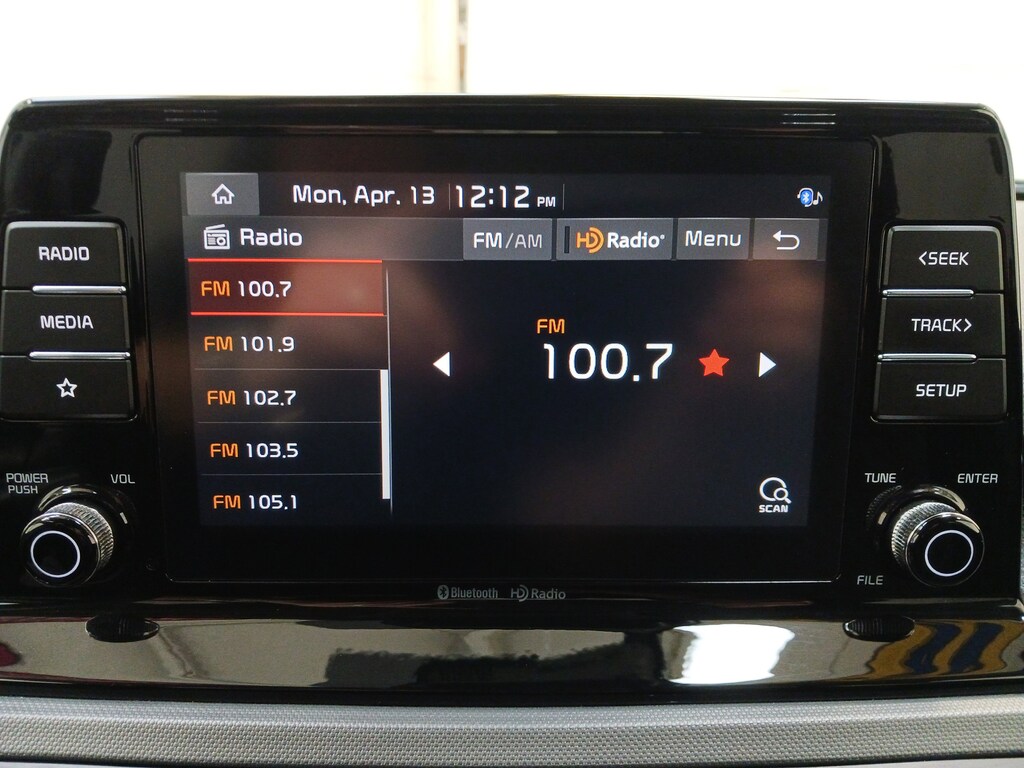 Mon, Apr. 13 12:12 PM
Radio FM/AM HD Radio® Menu
RADIO
MEDIA
FM 100.7
FM 101.9
FM 102.7
FM 103.5
FM 105.1
FM
100.7
SCAN
<SEEK
TRACK>
SETUP
POWER
PUSH
VOL
TUNE
ENTER
FILE
Bluetooth HD Radio